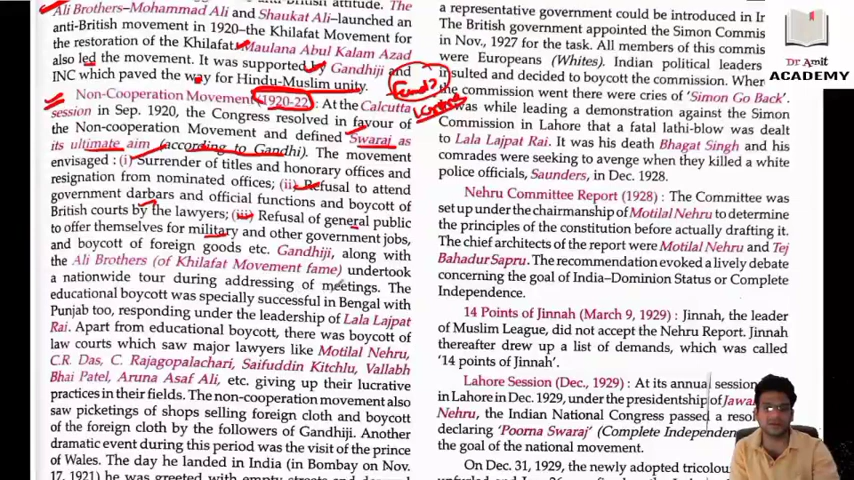 British attitude. The
Ali Brothers-Mohammad Ali and Shaukat Ali-launched an
anti-British movement in 1920-the Khilafat Movement for
the restoration of the Khilafat. Maulana Abul Kalam Azad
also led the movement. It was supported by Gandhiji and
INC which paved the way for Hindu-Muslim unity.
Non-Cooperation Movement (1920-22) : At the Calcutta
session in Sep. 1920, the Congress resolved in favour of
the Non-cooperation Movement and defined Swaraj as
its ultimate aim (according to Gandhi). The movement
envisaged : (i) Surrender of titles and honorary offices and
resignation from nominated offices; (ii) Refusal to attend
government darbars and official functions and boycott of
British courts by the lawyers; (iii) Refusal of general public
to offer themselves for military and other government jobs,
and boycott of foreign goods etc. Gandhiji, along with
the Ali Brothers (of Khilafat Movement fame) undertook
a nationwide tour during addressing of meetings. The
educational boycott was specially successful in Bengal with
Punjab too, responding under the leadership of Lala Lajpat
Rai. Apart from educational boycott, there was boycott of
law courts which saw major lawyers like Motilal Nehru,
C.R. Das, C. Rajagopalachari, Saifuddin Kitchlu, Vallabh
Bhai Patel, Aruna Asaf Ali, etc. giving up their lucrative
practices in their fields. The non-cooperation movement also
saw picketings of shops selling foreign cloth and boycott
of the foreign cloth by the followers of Gandhiji. Another
dramatic event during this period was the visit of the prince
of Wales. The day he landed in India (in Bombay on Nov.
17, 1921) he was greeted with empty streets and
a representative government could be introduced in
The British government appointed the Simon
in Nov., 1927 for the task. All members of this
were Europeans (Whites). Indian political leaders
insulted and decided to boycott the commission.
the commission went there were cries of 'Simon Go Back'.
was while leading a demonstration against the Simon
Commission in Lahore that a fatal lathi-blow was dealt
to Lala Lajpat Rai. It was his death Bhagat Singh and his
comrades were seeking to avenge when they killed a white
police officials, Saunders, in Dec. 1928.
Nehru Committee Report (1928) : The Committee was
set up under the chairmanship of Motilal Nehru to determine
the principles of the constitution before actually drafting it.
The chief architects of the report were Motilal Nehru and Tej
Bahadur Sapru. The recommendation evoked a lively debate
concerning the goal of India-Dominion Status or Complete
Independence.
14 Points of Jinnah (March 9, 1929) : Jinnah, the leader
of Muslim League, did not accept the Nehru Report. Jinnah
thereafter drew up a list of demands, which was called
'14 points of Jinnah'.
Lahore Session (Dec., 1929) : At its annual session
in Lahore in Dec. 1929, under the presidentship of
Nehru, the Indian National Congress passed a
declaring 'Poorna Swaraj' (Complete
the goal of the national movement.
On Dec. 31, 1929, the newly adopted
Dr Amit
ACADEMY